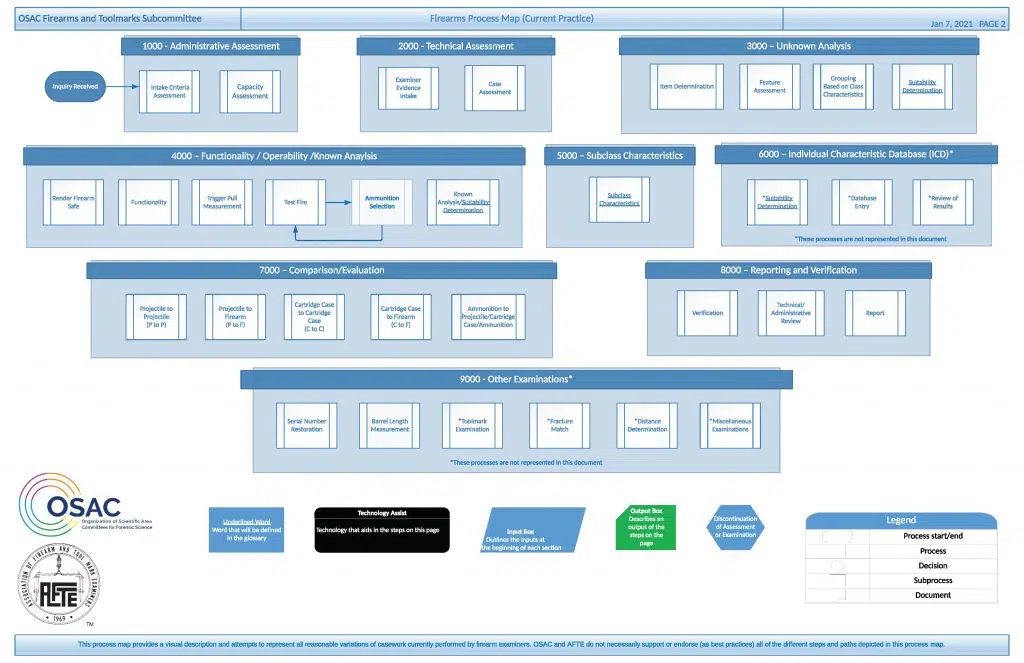 OSAC Firearms and Toolmarks Subcommittee
Firearms Process Map (Current Practice)
Jan 7, 2021 PAGE 2
1000 - Administrative Assessment
Inquiry Received
Intake Criteria
Assessment
Capacity
Assessment
2000 - Technical Assessment
Examiner
Evidence
Intake
Case
Assessment
3000 – Unknown Analysis
Item Determination
Feature
Assessment
Grouping
Based on Class
Characteristics
Suitability
Determination
4000 – Functionality / Operability /Known Anaylsis
Render Firearm
Safe
Functionality
Trigger Pull
Measurement
Test Fire
Ammunition
Selection
Known
Analysis/Suitability
Determination
5000 – Subclass Characteristics
Subclass
Characteristics
6000 – Individual Characteristic Database (ICD)*
*Suitability
Determination
*Database
Entry
*Review of
Results
*These processes are not represented in this document
7000 – Comparison/Evaluation
Projectile to
Projectile
(P to P)
Projectile to
Firearm
(P to F)
Cartridge Case
to Cartridge
Case
(C to C)
Cartridge Case
to Firearm
(C to F)
Ammunition to
Projectile/Cartridge
Case/Ammunition
8000 – Reporting and Verification
Verification
Technical/
Administrative
Review
Report
9000 - Other Examinations*
Serial Number
Restoration
Barrel Length
Measurement
*Toolmark
Examination
*Fracture
Match
*Distance
Determination
*Miscellaneous
Examinations
*These processes are not represented in this document
OSAC
Organization of Scientific Area
Committees for Forensic Science
ASSOCIATION OF FIREARM AND TOOL MARK EXAMINERS
AFTE
• 1969 •
TM
Underlined Word
Word that will be defined
in the glossary
Technology Assist
Technology that aids in the steps on this page
Input Box
Outlines the inputs at
the beginning of each section
Output Box
Describes an
output of the
steps on the
page
Discontinuation
of Assessment
or Examination
Legend
Process start/end
Process
Decision
Subprocess
Document
This process map provides a visual description and attempts to represent all reasonable variations of casework currently performed by firearm examiners. OSAC and AFTE do not necessarily support or endorse (as best practices) all of the different steps and paths depicted in this process map.